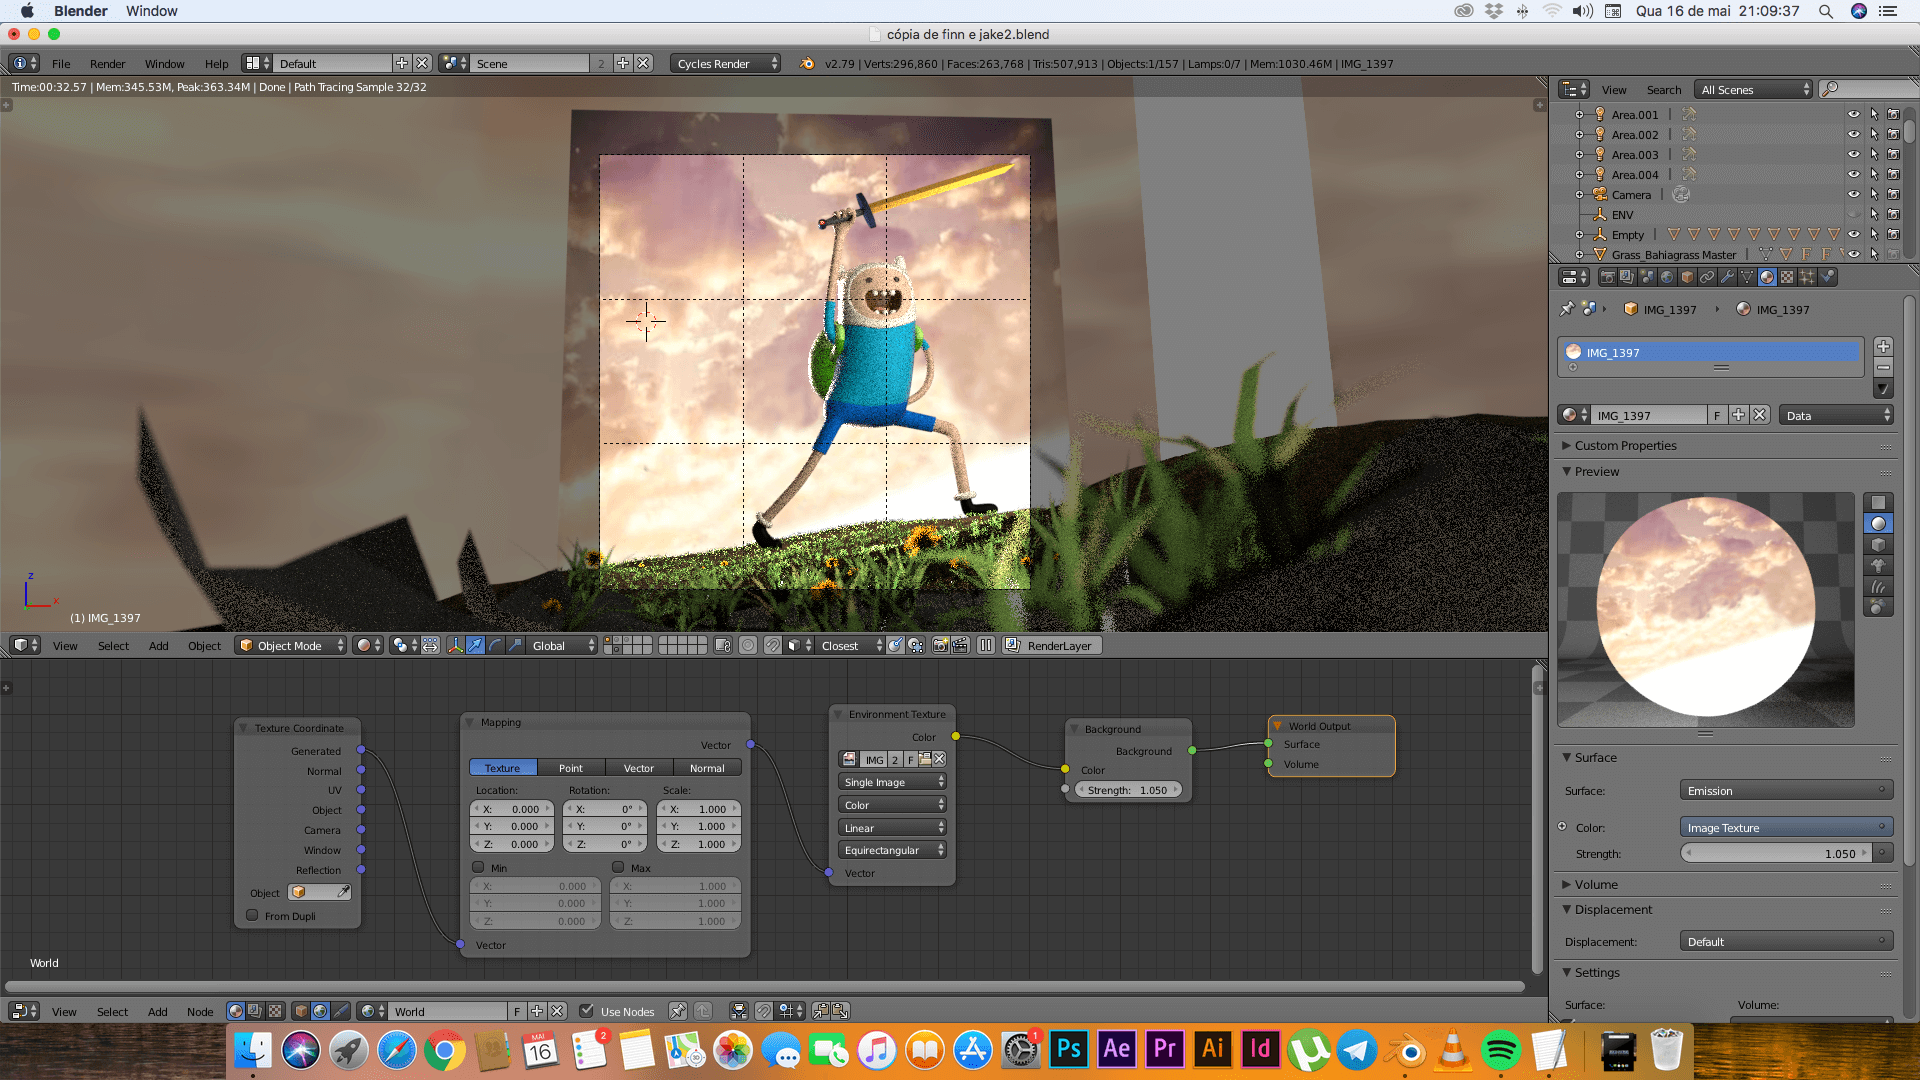 Blender Window
Qua 16 de mai 21:09:37
cópia de finn e jake2.blend
File Render Window Help Default Scene 2 Cycles Render v2.79 | Verts:296,860 | Faces:263,768 | Tris:507,913 | Objects:1/157 | Lamps:0/7 | Mem:1030.46M | IMG_1397
Time:00:32.57 | Mem:345.53M, Peak:363.34M | Done | Path Tracing Sample 32/32
z
x
(1) IMG_1397
View Select Add Object Object Mode Global Closest RenderLayer
View Search All Scenes
Area.001
Area.002
Area.003
Area.004
Camera
ENV
Empty
Grass_Bahiagrass Master
IMG_1397 IMG_1397
IMG_1397
IMG_1397 F Data
Custom Properties
Preview
Surface
Surface: Emission
Color: Image Texture
Strength: 1.050
Volume
Displacement
Displacement: Default
Settings
Surface: Volume:
Texture Coordinate
Generated
Normal
UV
Object
Camera
Window
Reflection
Object
From Dupli
Mapping
Vector
Texture Point Vector Normal
Location: Rotation: Scale:
X: 0.000 X: 0° X: 1.000
Y: 0.000 Y: 0° Y: 1.000
Z: 0.000 Z: 0° Z: 1.000
Min Max
X: 0.000 X: 1.000
Y: 0.000 Y: 1.000
Z: 0.000 Z: 1.000
Vector
Environment Texture
Color
IMG 2 F
Single Image
Color
Linear
Equirectangular
Vector
Background
Background
Color
Strength: 1.050
World Output
Surface
Volume
World
View Select Add Node World F Use Nodes
MAI
16
2
1
Ps Ae Pr Ai Id